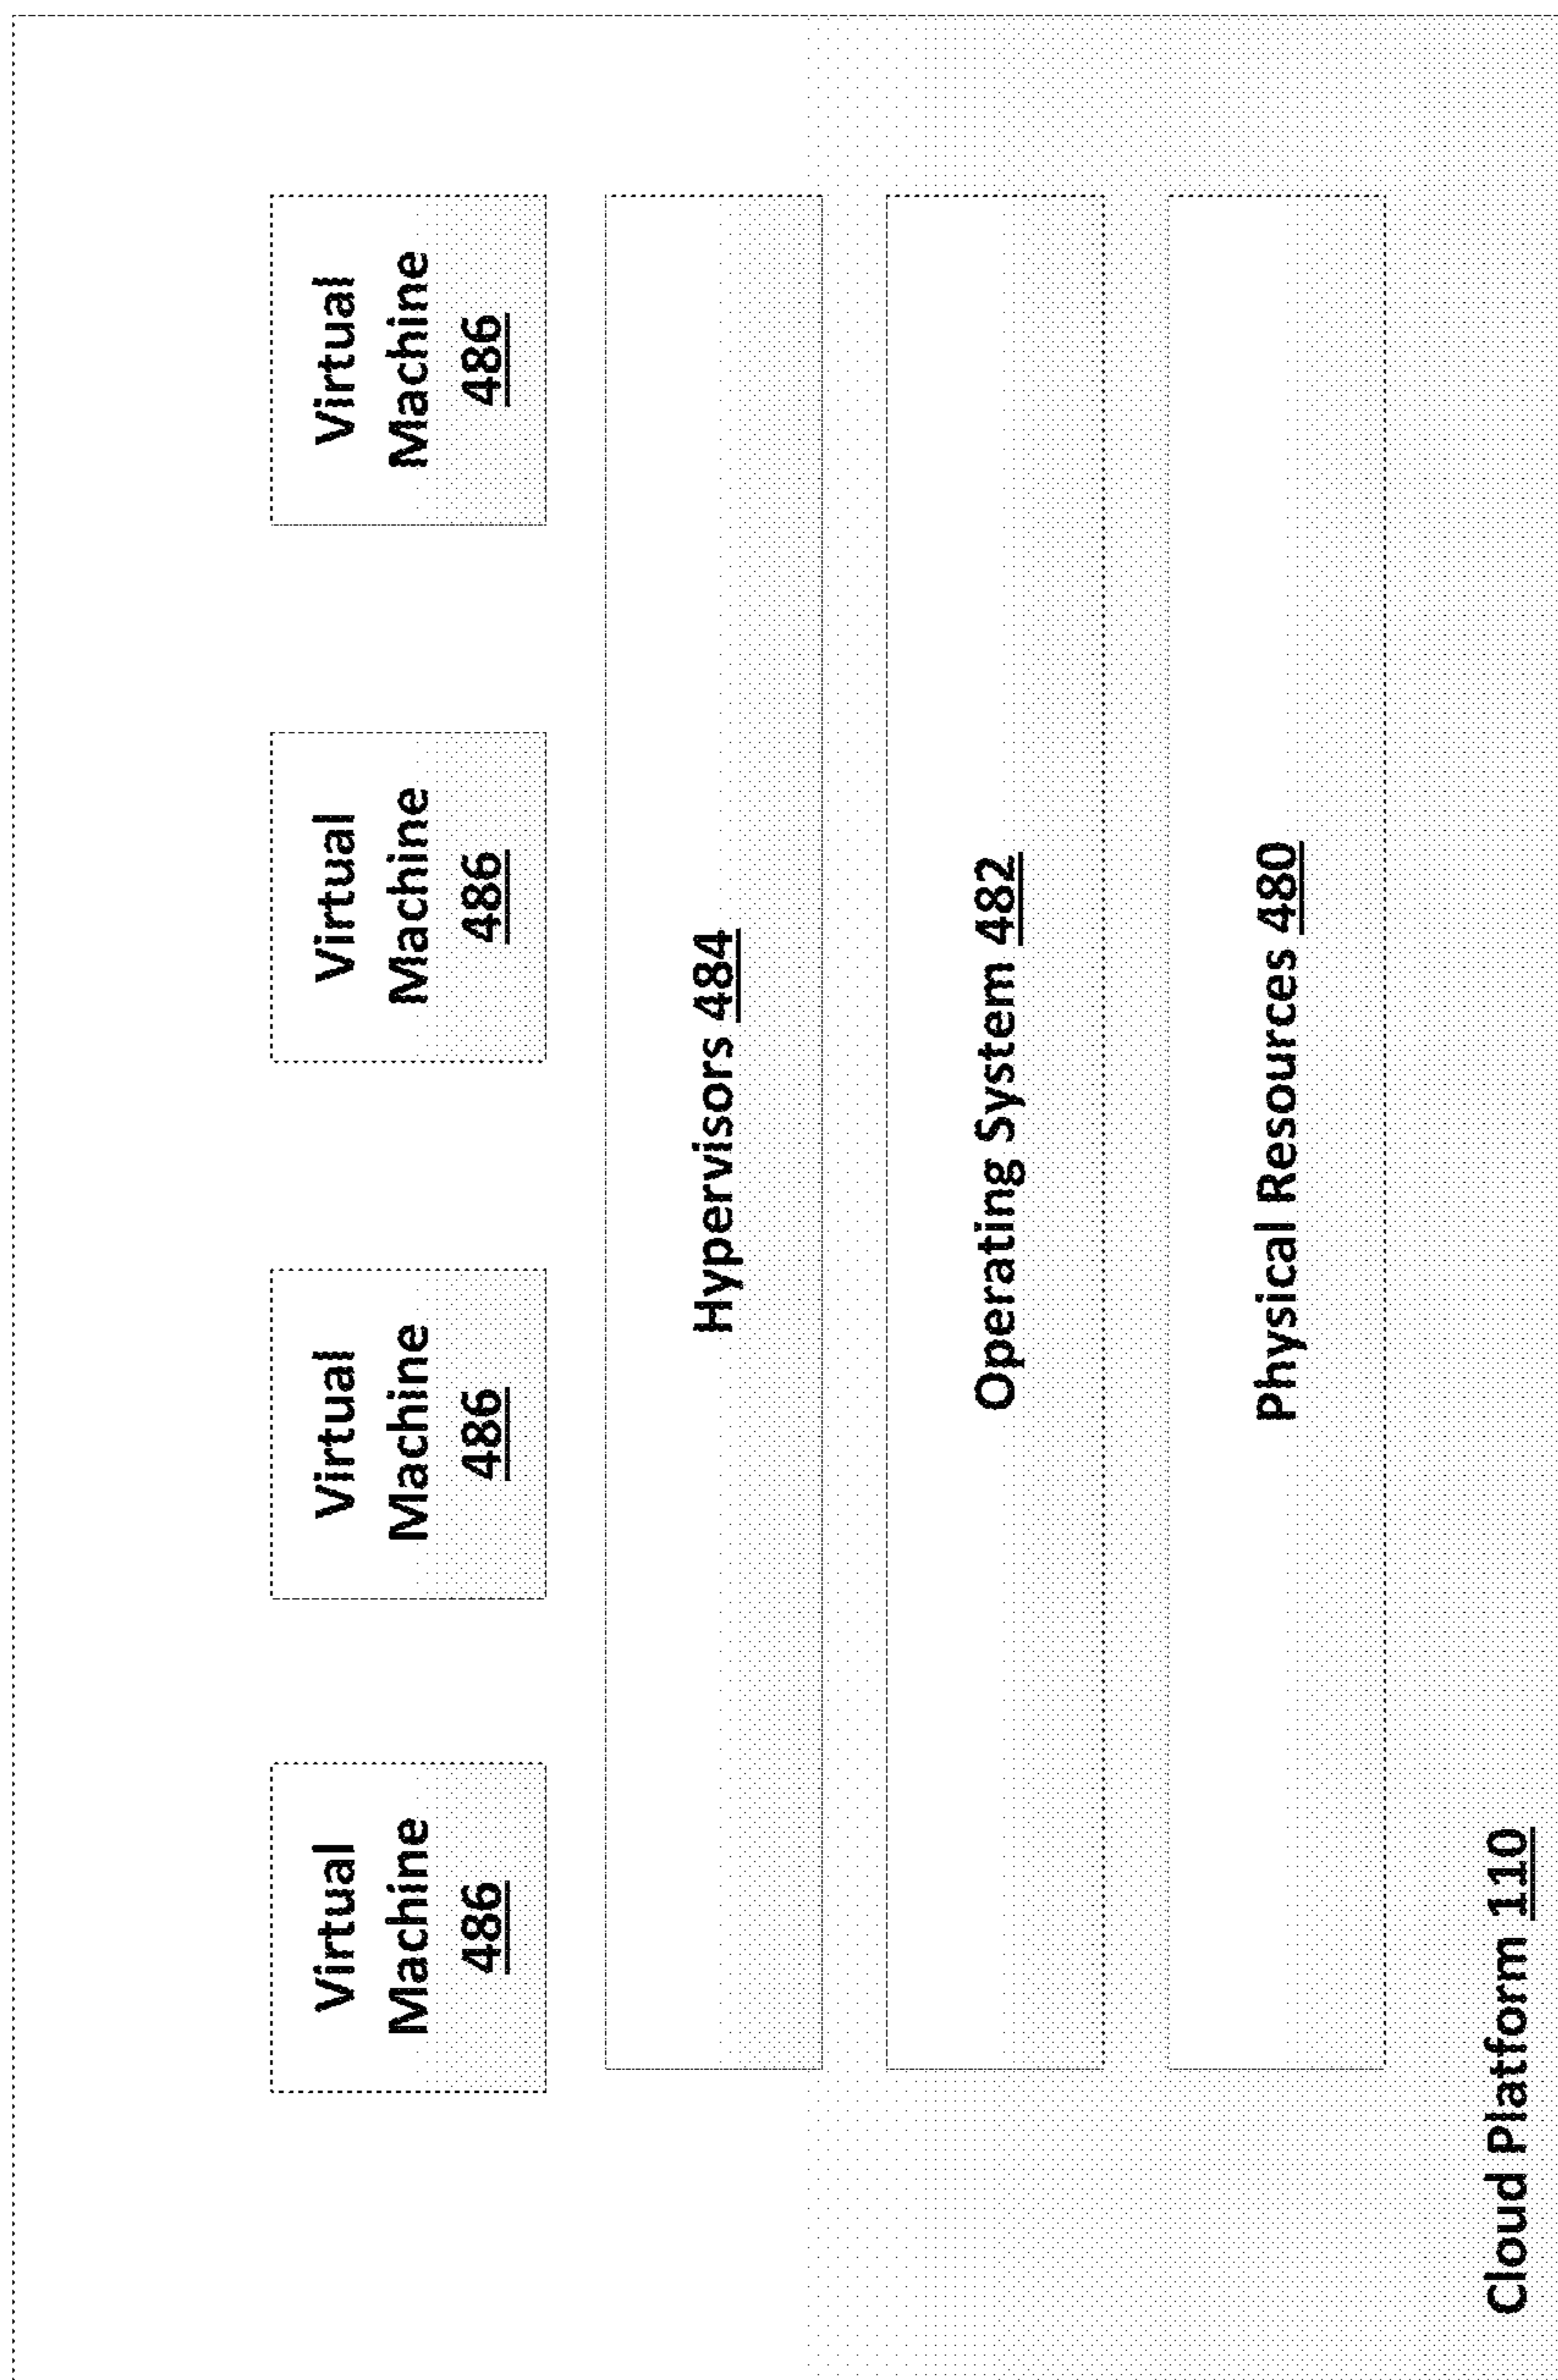 Virtual
Machine
486
Virtual
Machine
486
Virtual
Machine
486
Virtual
Machine
486
Hypervisors 484
Operating System 482
Physical Resources 480
Cloud Platform 110